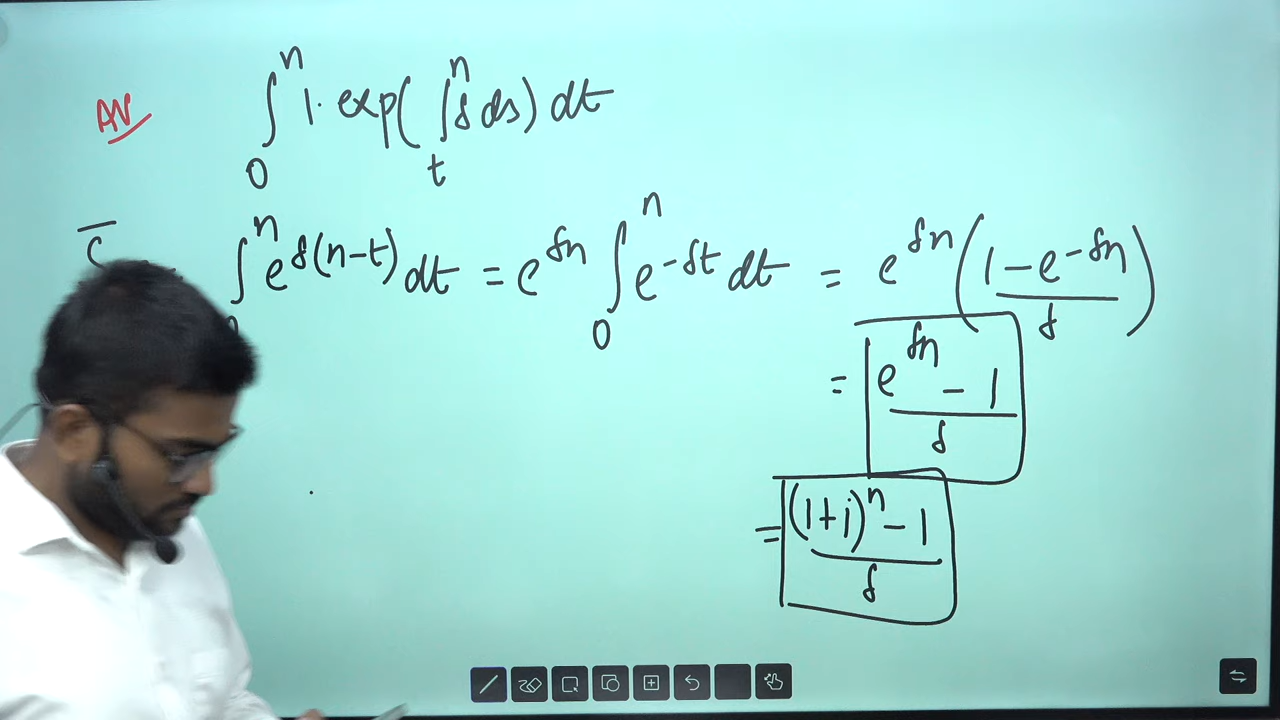 AV ∫₀ⁿ 1. exp(∫ₜⁿ δ ds) dt
∫₀ⁿ e^{δ(n-t)} dt = e^{δn} ∫₀ⁿ e^{-δt} dt = e^{δn} ((1-e^{-δn})/δ)
= (e^{δn} - 1)/δ
= ((1+i)ⁿ - 1)/δ